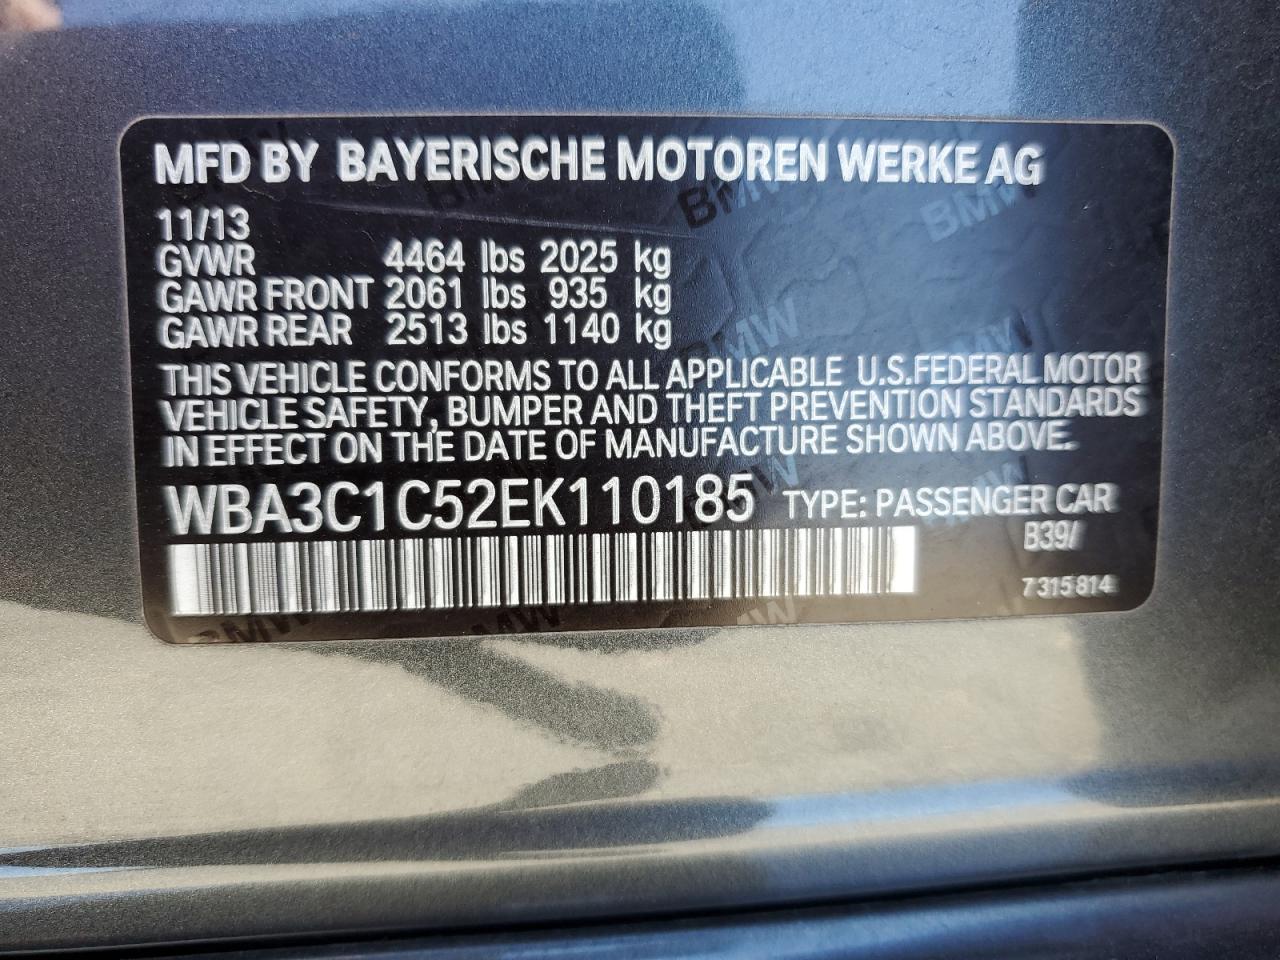 MFD BY BAYERISCHE MOTOREN WERKE AG
11/13
GVWR 4464 lbs 2025 kg
GAWR FRONT 2061 lbs 935 kg
GAWR REAR 2513 lbs 1140 kg
THIS VEHICLE CONFORMS TO ALL APPLICABLE U.S.FEDERAL MOTOR
VEHICLE SAFETY, BUMPER AND THEFT PREVENTION STANDARDS
IN EFFECT ON THE DATE OF MANUFACTURE SHOWN ABOVE.
WBA3C1C52EK110185 TYPE: PASSENGER CAR
B39/
7 315 814